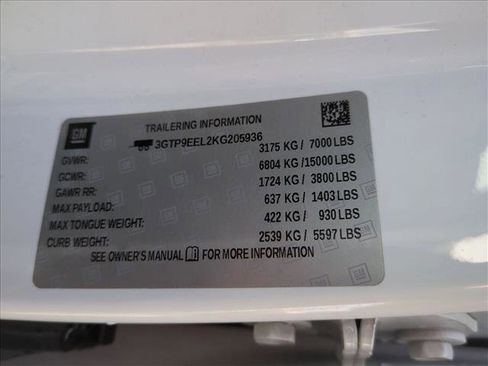 GM
TRAILERING INFORMATION
3GTP9EEL2KG205936
GVWR: 3175 KG / 7000 LBS
GCWR: 6804 KG /15000 LBS
GAWR RR: 1724 KG / 3800 LBS
MAX PAYLOAD: 637 KG / 1403 LBS
MAX TONGUE WEIGHT: 422 KG / 930 LBS
CURB WEIGHT: 2539 KG / 5597 LBS
SEE OWNER'S MANUAL FOR MORE INFORMATION